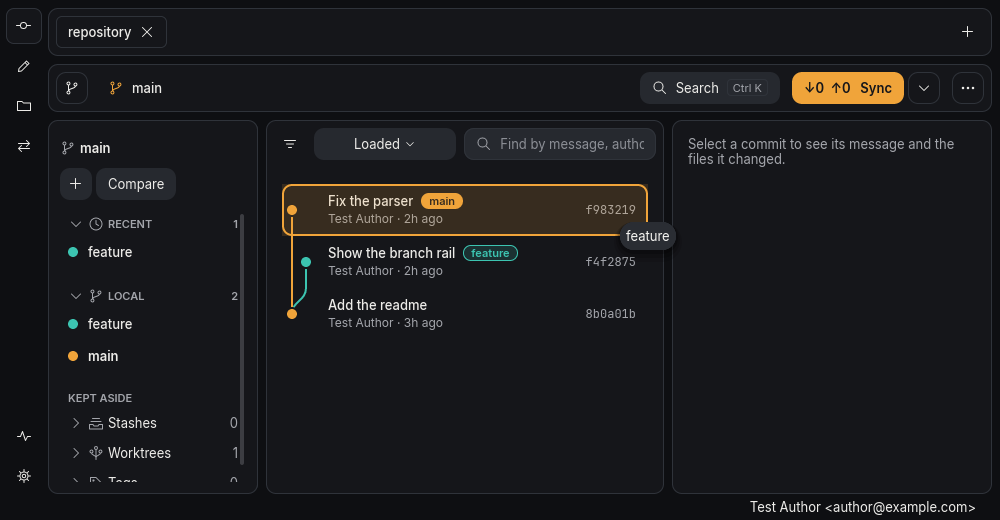 repository
main
Search Ctrl K
↓0 ↑0 Sync
main
Compare
RECENT 1
feature
LOCAL 2
feature
main
KEPT ASIDE
Stashes 0
Worktrees 1
Loaded
Find by message, autho
Fix the parser main
Test Author · 2h ago
f983219
feature
Show the branch rail feature
Test Author · 2h ago
f4f2875
Add the readme
Test Author · 3h ago
8b0a01b
Select a commit to see its message and the
files it changed.
Test Author <author@example.com>